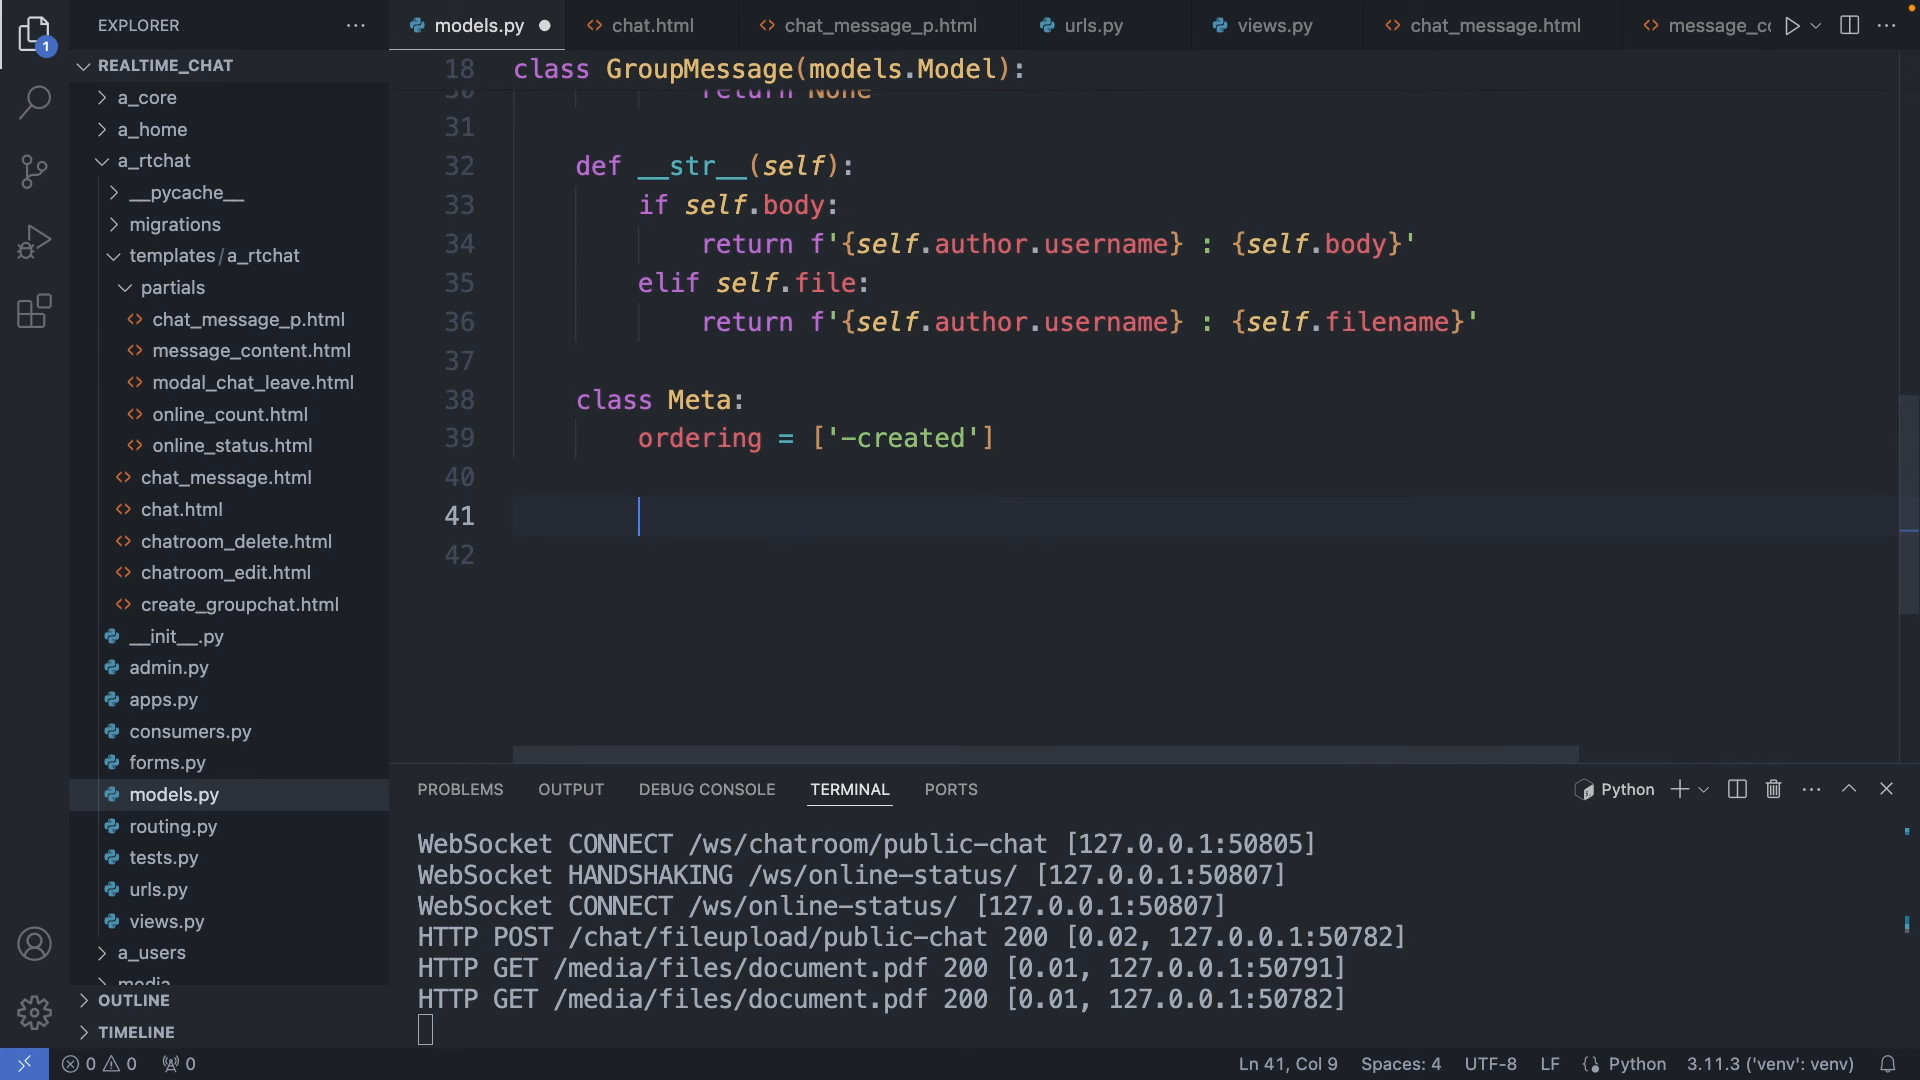 EXPLORER
1
REALTIME_CHAT
a_core
a_home
a_rtchat
__pycache__
migrations
templates/a_rtchat
partials
chat_message_p.html
message_content.html
modal_chat_leave.html
online_count.html
online_status.html
chat_message.html
chat.html
chatroom_delete.html
chatroom_edit.html
create_groupchat.html
__init__.py
admin.py
apps.py
consumers.py
forms.py
models.py
routing.py
tests.py
urls.py
views.py
a_users
media
OUTLINE
TIMELINE
models.py chat.html chat_message_p.html urls.py views.py chat_message.html message_cc
18 class GroupMessage(models.Model):
30 return None
31
32 def __str__(self):
33 if self.body:
34 return f'{self.author.username} : {self.body}'
35 elif self.file:
36 return f'{self.author.username} : {self.filename}'
37
38 class Meta:
39 ordering = ['-created']
40
41
42
PROBLEMS OUTPUT DEBUG CONSOLE TERMINAL PORTS Python
WebSocket CONNECT /ws/chatroom/public-chat [127.0.0.1:50805]
WebSocket HANDSHAKING /ws/online-status/ [127.0.0.1:50807]
WebSocket CONNECT /ws/online-status/ [127.0.0.1:50807]
HTTP POST /chat/fileupload/public-chat 200 [0.02, 127.0.0.1:50782]
HTTP GET /media/files/document.pdf 200 [0.01, 127.0.0.1:50791]
HTTP GET /media/files/document.pdf 200 [0.01, 127.0.0.1:50782]
0 0 0 Ln 41, Col 9 Spaces: 4 UTF-8 LF Python 3.11.3 ('venv': venv)